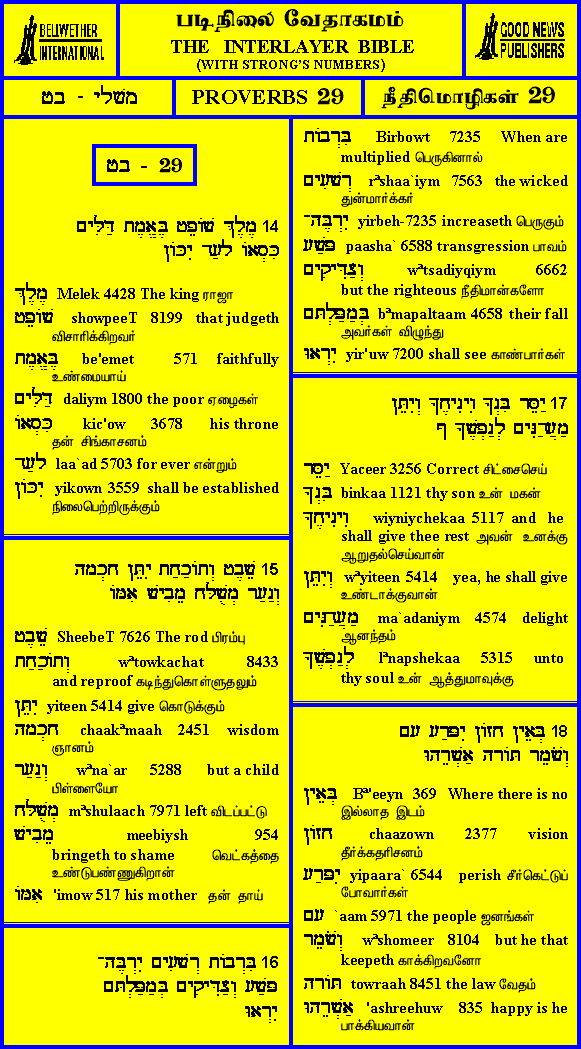 BELLWETHER
INTERNATIONAL
படிநிலை வேதாகமம்
THE INTERLAYER BIBLE
(WITH STRONG'S NUMBERS)
GOOD NEWS
PUBLISHERS
משלי - כט
PROVERBS 29
நீதிமொழிகள் 29
כט - 29
14 מֶלֶךְ שׁוֹפֵט בֶּאֱמֶת דַּלִּים
כִּסְאוֹ לָעַד יִכּוֹן
מֶלֶךְ Melek 4428 The king ராஜா
שׁוֹפֵט showpeeT 8199 that judgeth
விசாரிக்கிறவர்
בֶּאֱמֶת be'emet 571 faithfully
உண்மையாய்
דַּלִּים daliym 1800 the poor ஏழைகள்
כִּסְאוֹ kic'ow 3678 his throne
தன் சிங்காசனம்
לָעַד laa`ad 5703 for ever என்றும்
יִכּוֹן yikown 3559 shall be established
நிலைபெற்றிருக்கும்
15 שֵׁבֶט וְתוֹכַחַת יִתֵּן חָכְמָה
וְנַעַר מְשֻׁלָּח מֵבִישׁ אִמּוֹ
שֵׁבֶט SheebeT 7626 The rod பிரம்பு
וְתוֹכַחַת wªtowkachat 8433
and reproof கடிந்துகொள்ளுதலும்
יִתֵּן yiteen 5414 give கொடுக்கும்
חָכְמָה chaakªmaah 2451 wisdom
ஞானம்
וְנַעַר wªna`ar 5288 but a child
பிள்ளையோ
מְשֻׁלָּח mªshulaach 7971 left விடப்பட்டு
מֵבִישׁ meebiysh 954
bringeth to shame வெட்கத்தை
உண்டுபண்ணுகிறான்
אִמּוֹ 'imow 517 his mother தன் தாய்
16 בִּרְבוֹת רְשָׁעִים יִרְבֶּה־
פָּשַׁע וְצַדִּיקִים בְּמַפַּלְתָּם
יִרְאוּ
בִּרְבוֹת Birbowt 7235 When are
multiplied பெருகினால்
רְשָׁעִים rªshaa`iym 7563 the wicked
துன்மார்க்கர்
יִרְבֶּה־ yirbeh-7235 increaseth பெருகும்
פָּשַׁע paasha` 6588 transgression பாவம்
וְצַדִּיקִים wªtsadiyqiym 6662
but the righteous நீதிமான்களோ
בְּמַפַּלְתָּם bªmapaltaam 4658 their fall
அவர்கள் விழுந்து
יִרְאוּ yir'uw 7200 shall see காண்பார்கள்
17 יַסֵּר בִּנְךָ וִינִיחֶךָ וְיִתֵּן
מַעֲדַנִּים לְנַפְשֶׁךָ ף
יַסֵּר Yaceer 3256 Correct சிட்சைசெய்
בִּנְךָ binkaa 1121 thy son உன் மகன்
וִינִיחֶךָ wiyniychekaa 5117 and he
shall give thee rest அவன் உனக்கு
ஆறுதல்செய்வான்
וְיִתֵּן wªyiteen 5414 yea, he shall give
உண்டாக்குவான்
מַעֲדַנִּים ma`adaniym 4574 delight
ஆனந்தம்
לְנַפְשֶׁךָ lªnapshekaa 5315 unto
thy soul உன் ஆத்துமாவுக்கு
18 בְּאֵין חָזוֹן יִפָּרַע עָם
וְשֹׁמֵר תּוֹרָה אַשְׁרֵהוּ
בְּאֵין Bª'eeyn 369 Where there is no
இல்லாத இடம்
חָזוֹן chaazown 2377 vision
தீர்க்கதரிசனம்
יִפָּרַע yipaara` 6544 perish சீர்கெட்டுப்
போவார்கள்
עָם `aam 5971 the people ஜனங்கள்
וְשֹׁמֵר wªshomeer 8104 but he that
keepeth காக்கிறவனோ
תּוֹרָה towraah 8451 the law வேதம்
אַשְׁרֵהוּ 'ashreehuw 835 happy is he
பாக்கியவான்